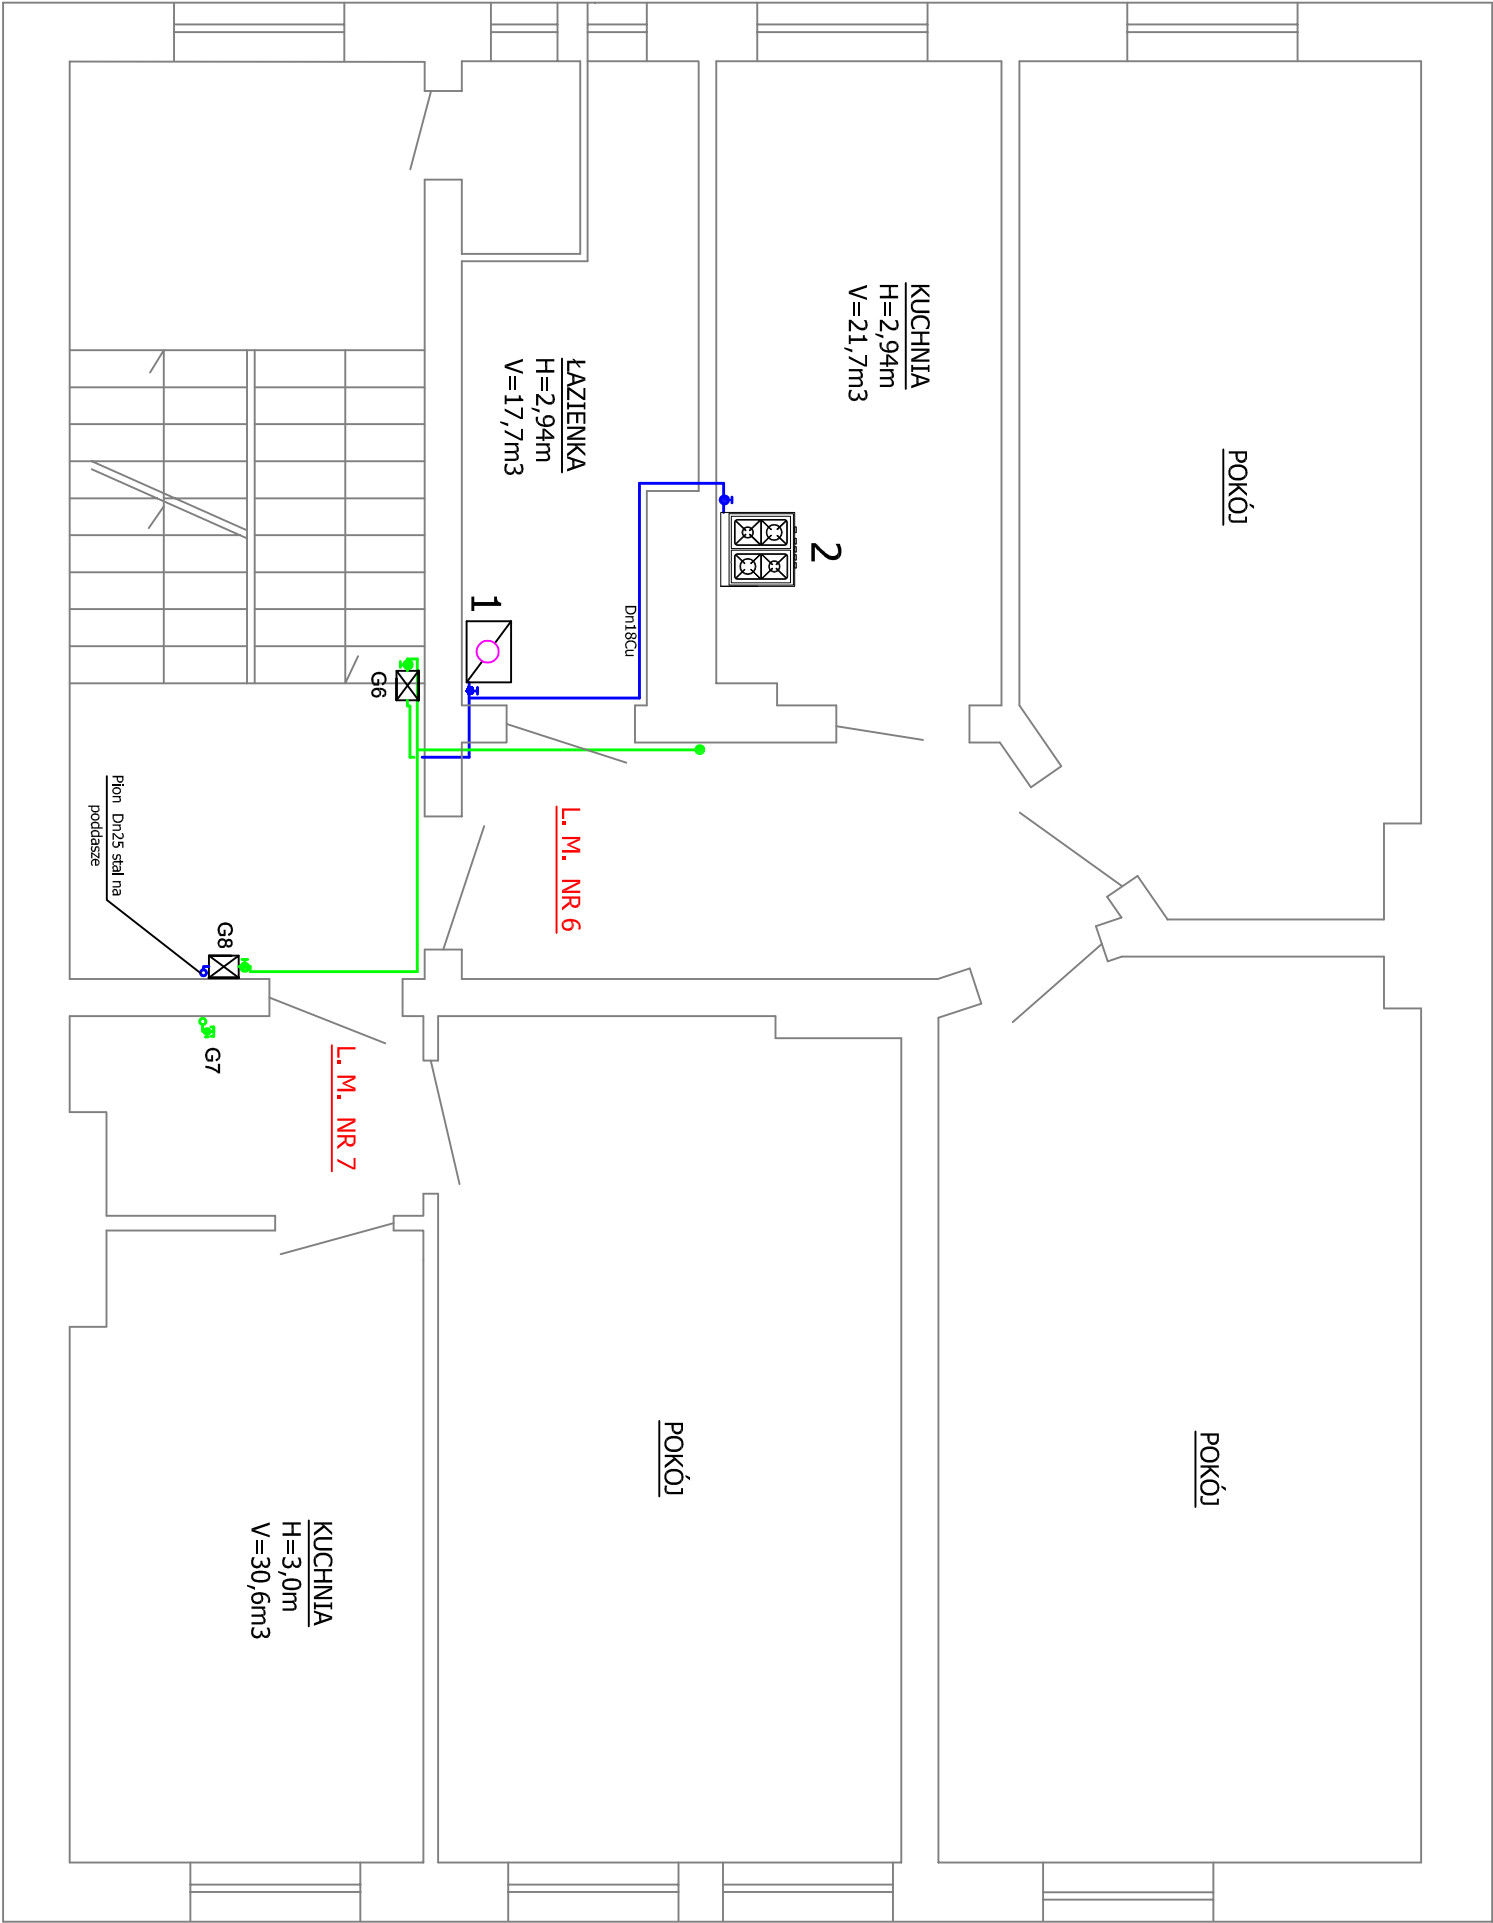 POKÓJ
KUCHNIA
H=2,94m
V=21,7m3
ŁAZIENKA
H=2,94m
V=17,7m3
2
1
Dn18Cu
G6
L. M. NR 6
Pion Dn25 stal na
poddasze
G8
G7
L. M. NR 7
POKÓJ
POKÓJ
KUCHNIA
H=3,0m
V=30,6m3